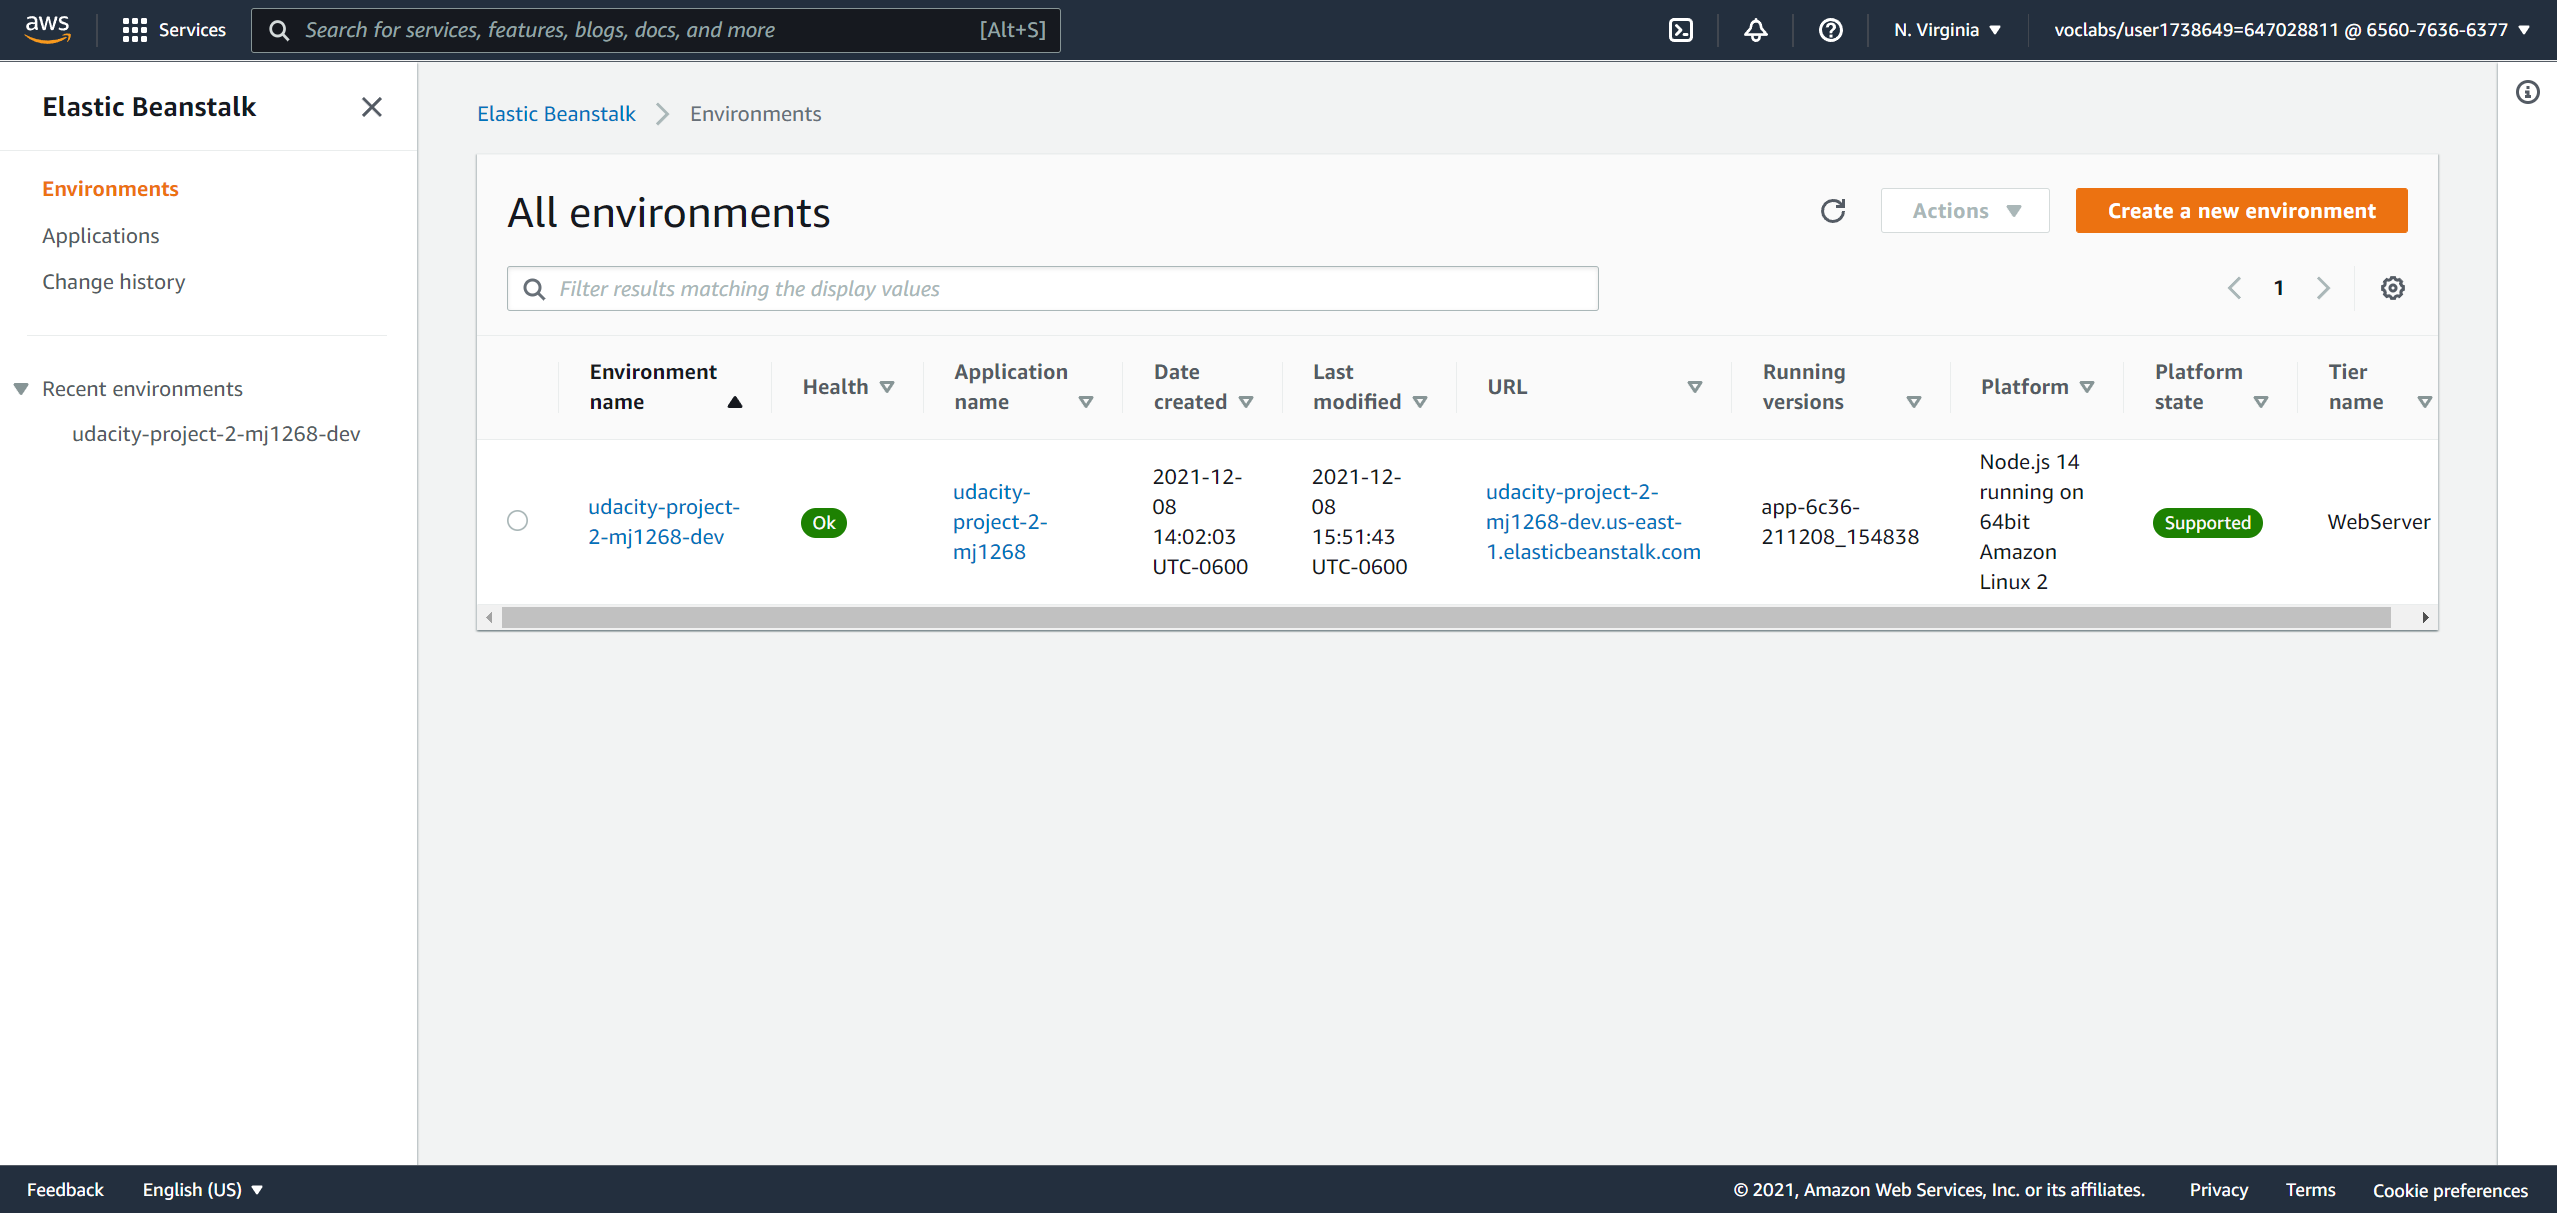 aws
Services
Search for services, features, blogs, docs, and more
[Alt+S]
N. Virginia
voclabs/user1738649=647028811 @ 6560-7636-6377
Elastic Beanstalk
Environments
Applications
Change history
Recent environments
udacity-project-2-mj1268-dev
Elastic Beanstalk
Environments
All environments
Actions
Create a new environment
Filter results matching the display values
1
Environment
name
Health
Application
name
Date
created
Last
modified
URL
Running
versions
Platform
Platform
state
Tier
name
udacity-project-
2-mj1268-dev
Ok
udacity-
project-2-
mj1268
2021-12-
08
14:02:03
UTC-0600
2021-12-
08
15:51:43
UTC-0600
udacity-project-2-
mj1268-dev.us-east-
1.elasticbeanstalk.com
app-6c36-
211208_154838
Node.js 14
running on
64bit
Amazon
Linux 2
Supported
WebServer
Feedback
English (US)
© 2021, Amazon Web Services, Inc. or its affiliates.
Privacy
Terms
Cookie preferences